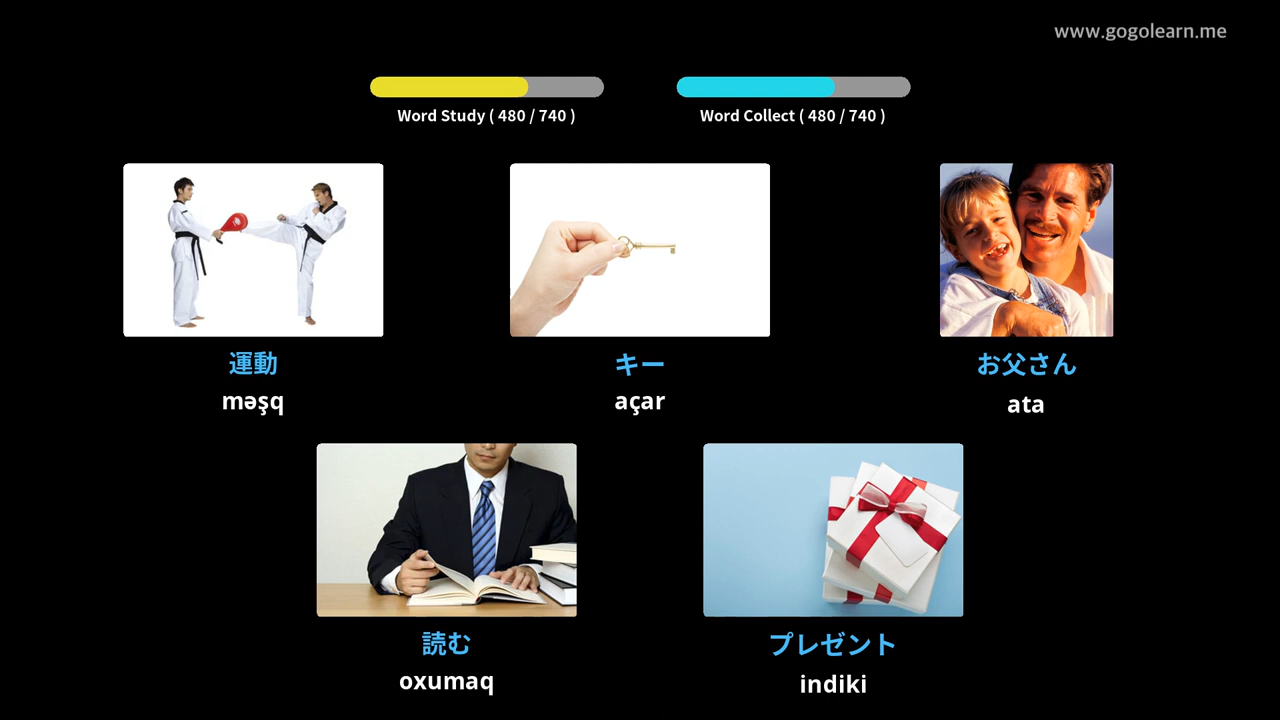 www.gogolearn.me
Word Study ( 480 / 740 )
Word Collect ( 480 / 740 )
運動
məşq
キー
açar
お父さん
ata
読む
oxumaq
プレゼント
indiki